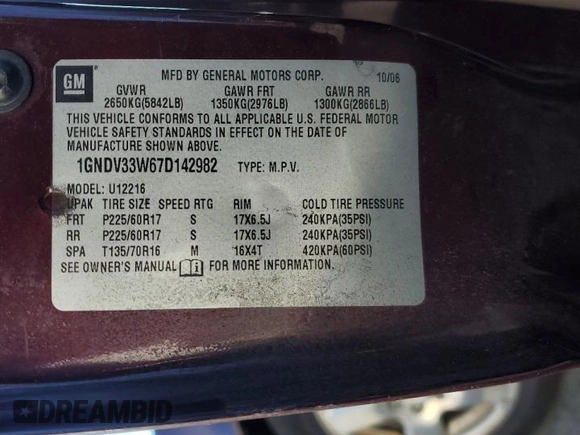 GM
MFD BY GENERAL MOTORS CORP. 10/06
GVWR GAWR FRT GAWR RR
2650KG(5842LB) 1350KG(2976LB) 1300KG(2866LB)
THIS VEHICLE CONFORMS TO ALL APPLICABLE U.S. FEDERAL MOTOR
VEHICLE SAFETY STANDARDS IN EFFECT ON THE DATE OF
MANUFACTURE SHOWN ABOVE.
1GNDV33W67D142982 TYPE: M.P.V.
MODEL: U12216
UPAK TIRE SIZE SPEED RTG RIM COLD TIRE PRESSURE
FRT P225/60R17 S 17X6.5J 240KPA(35PSI)
RR P225/60R17 S 17X6.5J 240KPA(35PSI)
SPA T135/70R16 M 16X4T 420KPA(60PSI)
SEE OWNER'S MANUAL FOR MORE INFORMATION.
DREAMBID